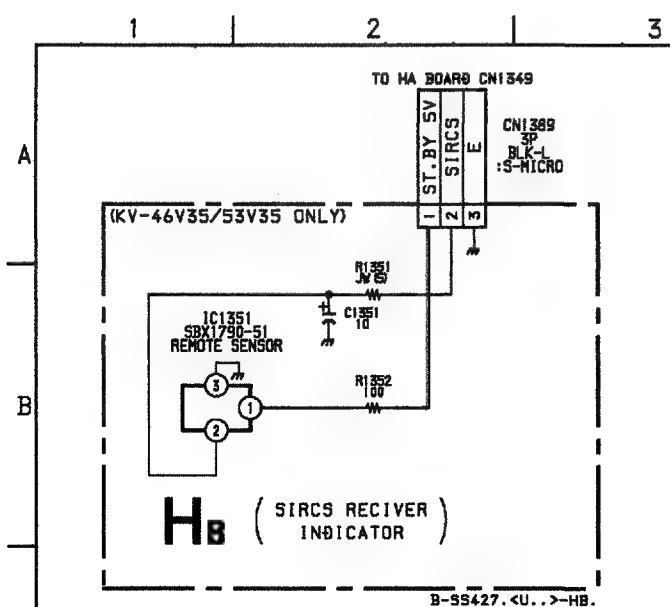 1 2 3
TO HA BOARD CN1349
A
ST.BY 5V
SIRCS
E
CN1389
3P
BLK-L
:S-MICRO
1 2 3
(KV-46V35/53V35 ONLY)
R1351
JW(5)
C1351
10
IC1351
SBX1790-51
REMOTE SENSOR
3
1
2
R1352
100
B
HB
( SIRCS RECIVER
INDICATOR )
B-SS427.<U..>-HB.